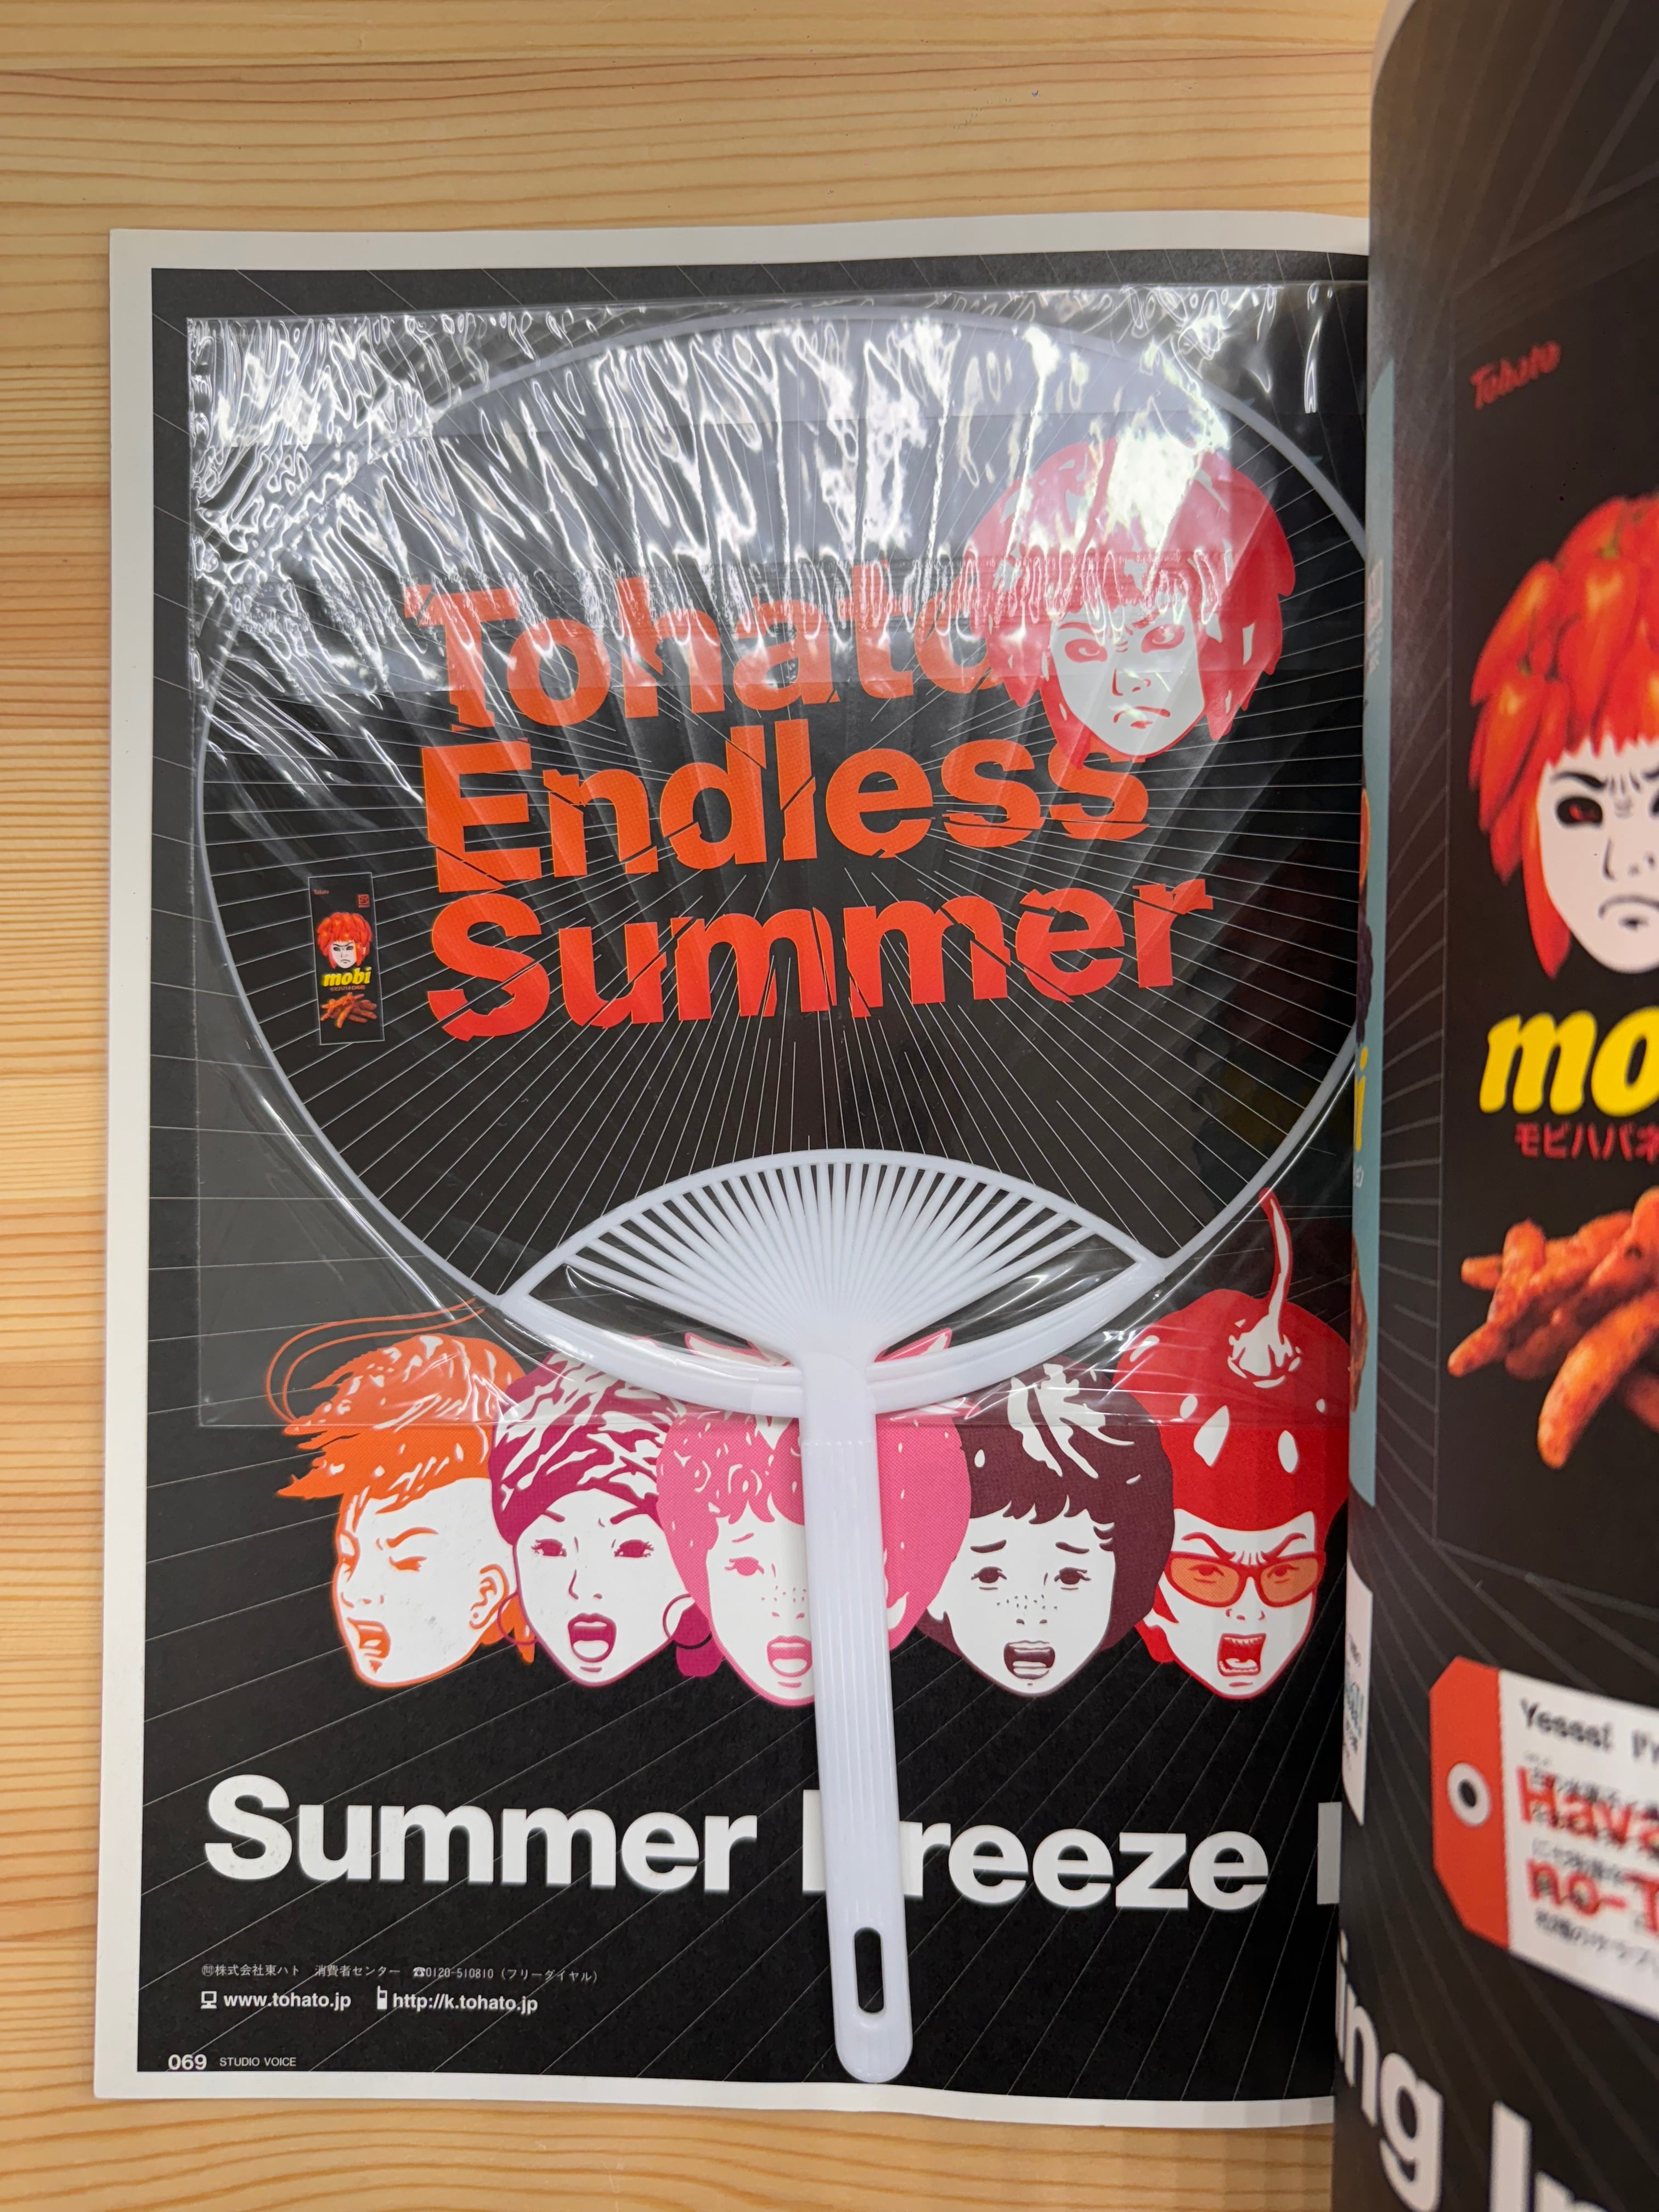 Tohato
Endless
Summer
mobi
Summer Breeze
㊞株式会社東ハト 消費者センター ☎0120-510810（フリーダイヤル）
www.tohato.jp http://k.tohato.jp
069 STUDIO VOICE
Tohato
mo
モビハバネ
Yesss!
Hava
no-T
ing